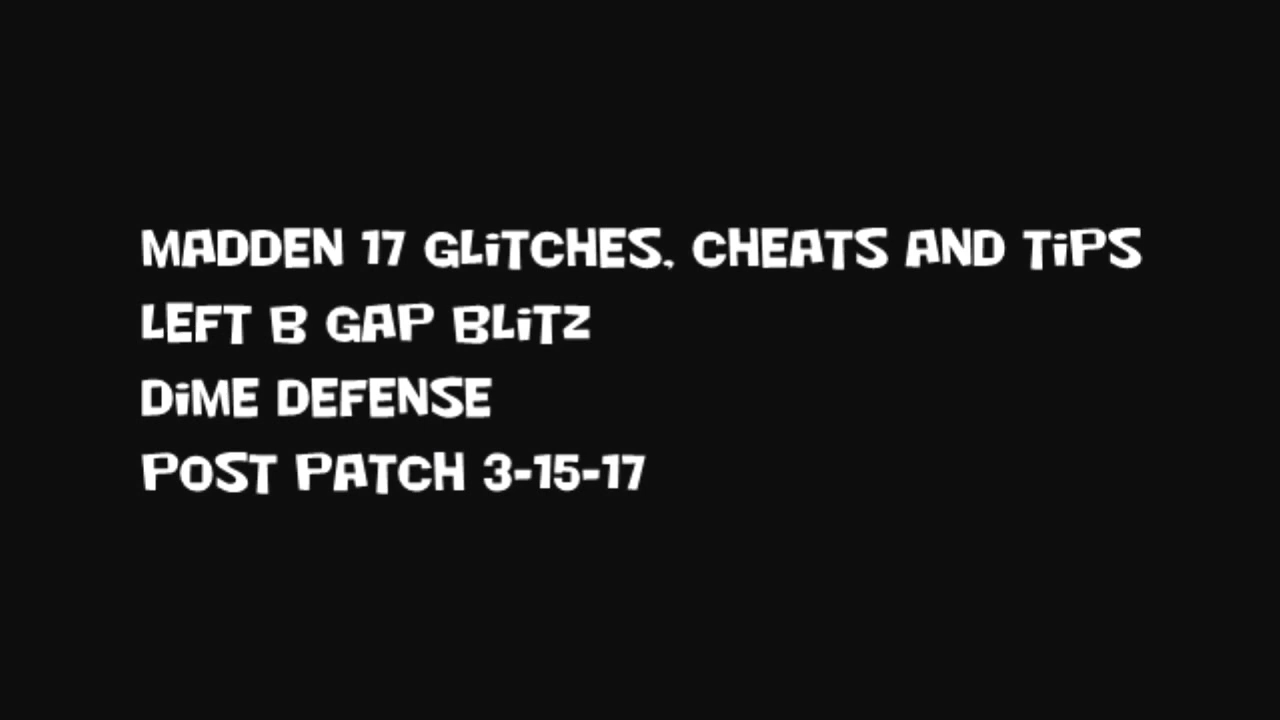 MADDEN 17 GLiTCHES, CHEATS AND TiPS
LEFT B GAP BLiTZ
DiME DEFENSE
POST PATCH 3-15-17